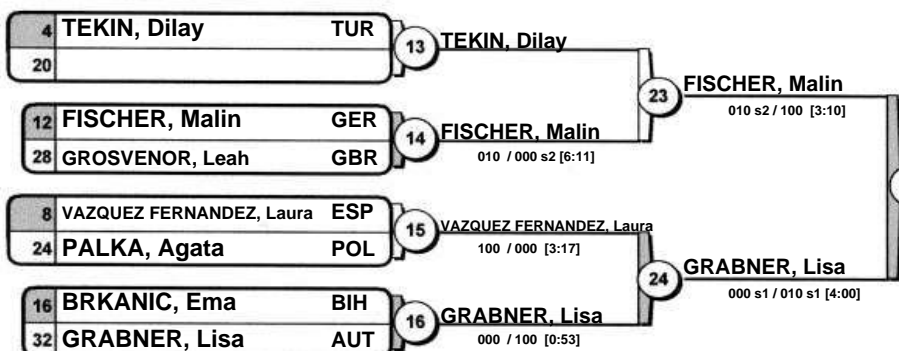 4 TEKIN, Dilay TUR
20
13 TEKIN, Dilay
12 FISCHER, Malin GER
28 GROSVENOR, Leah GBR
14 FISCHER, Malin
010 / 000 s2 [6:11]
23 FISCHER, Malin
010 s2 / 100 [3:10]
8 VAZQUEZ FERNANDEZ, Laura ESP
24 PALKA, Agata POL
15 VAZQUEZ FERNANDEZ, Laura
100 / 000 [3:17]
16 BRKANIC, Ema BIH
32 GRABNER, Lisa AUT
16 GRABNER, Lisa
000 / 100 [0:53]
24 GRABNER, Lisa
000 s1 / 010 s1 [4:00]